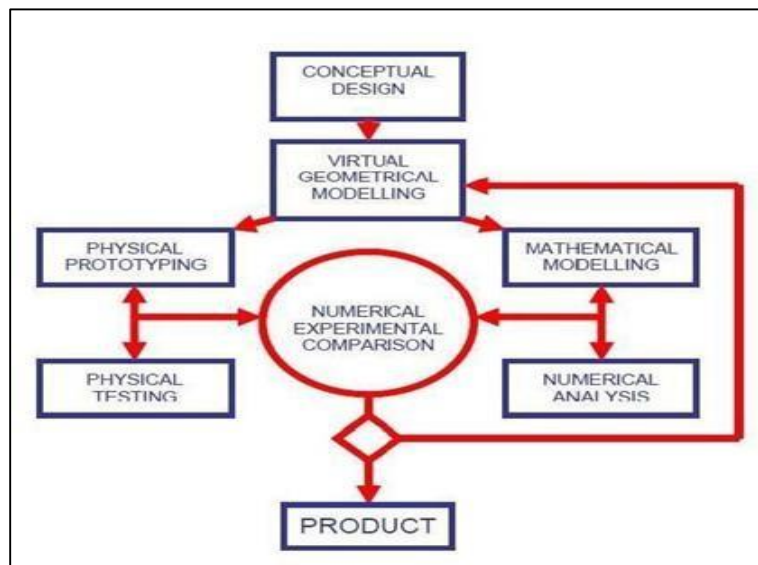 CONCEPTUAL
DESIGN
VIRTUAL
GEOMETRICAL
MODELLING
PHYSICAL
PROTOTYPING
MATHEMATICAL
MODELLING
NUMERICAL
EXPERIMENTAL
COMPARISON
PHYSICAL
TESTING
NUMERICAL
ANALYSIS
PRODUCT